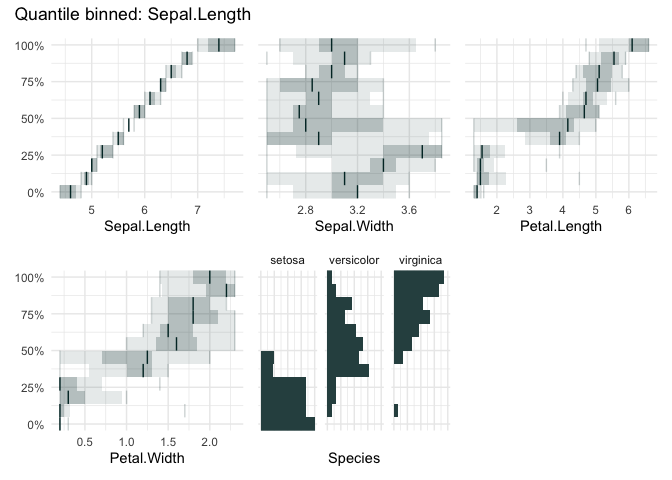 Quantile binned: Sepal.Length
100%
75%
50%
25%
0%
5 6 7
Sepal.Length
2.8 3.2 3.6
Sepal.Width
2 3 4 5 6
Petal.Length
setosa versicolor virginica
100%
75%
50%
25%
0%
0.5 1.0 1.5 2.0
Petal.Width
Species